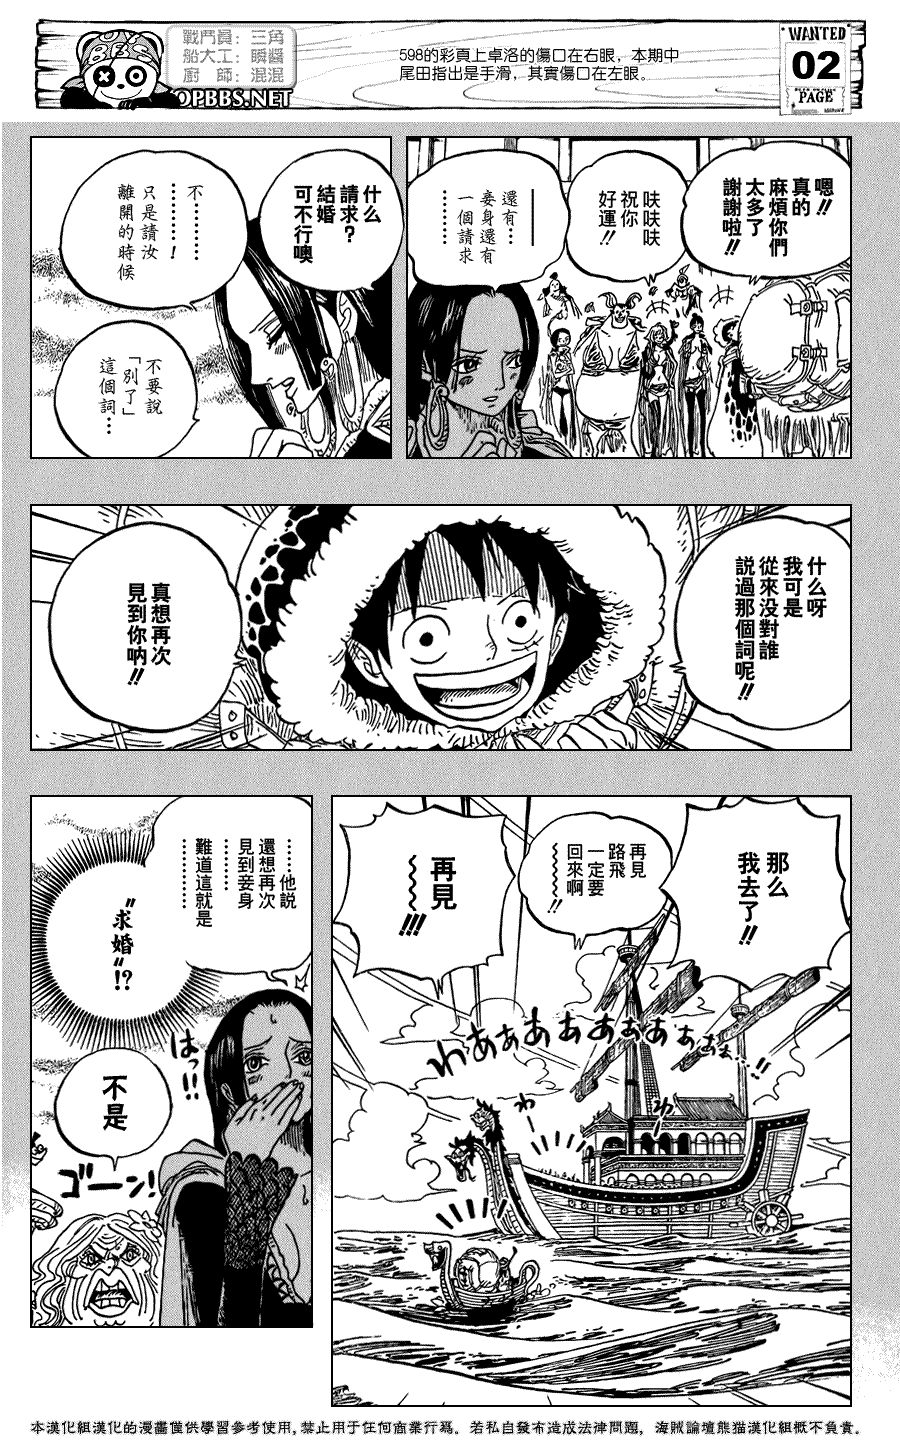 戰鬥員：三角
船大工：瞬醬
廚　師：混混
OPBBS.NET
598的彩頁上卓洛的傷口在右眼，本期中
尾田指出是手滑，其實傷口在左眼。
WANTED
02
PAGE
嗯!!
真的
麻煩你們
太多了
謝謝啦!!
呋呋呋
祝你
好運!!
還有…
妾身還有
一個請求
……
什么
請求?
結婚
可不行噢
不……
………!
只是請汝
離開的時候
不要說
「別了」
這個詞…
什么呀
我可是
從來没對誰
説過那個詞呢!!
真想再次
見到你吶!!
那么
我去了!!
再見
路飛
一定要
回來啊!!
再見
～～～!!!
わあああああああぁぁ…!!
わー
わー
……他説
還想再次
見到妾身
………
難道這就是
"求婚"!?
はっ!!
不是
ゴーン!
本漢化組漢化的漫畫僅供學習參考使用，禁止用于任何商業行爲。若私自發布造成法律問題，海賊論壇熊猫漢化組概不負責。